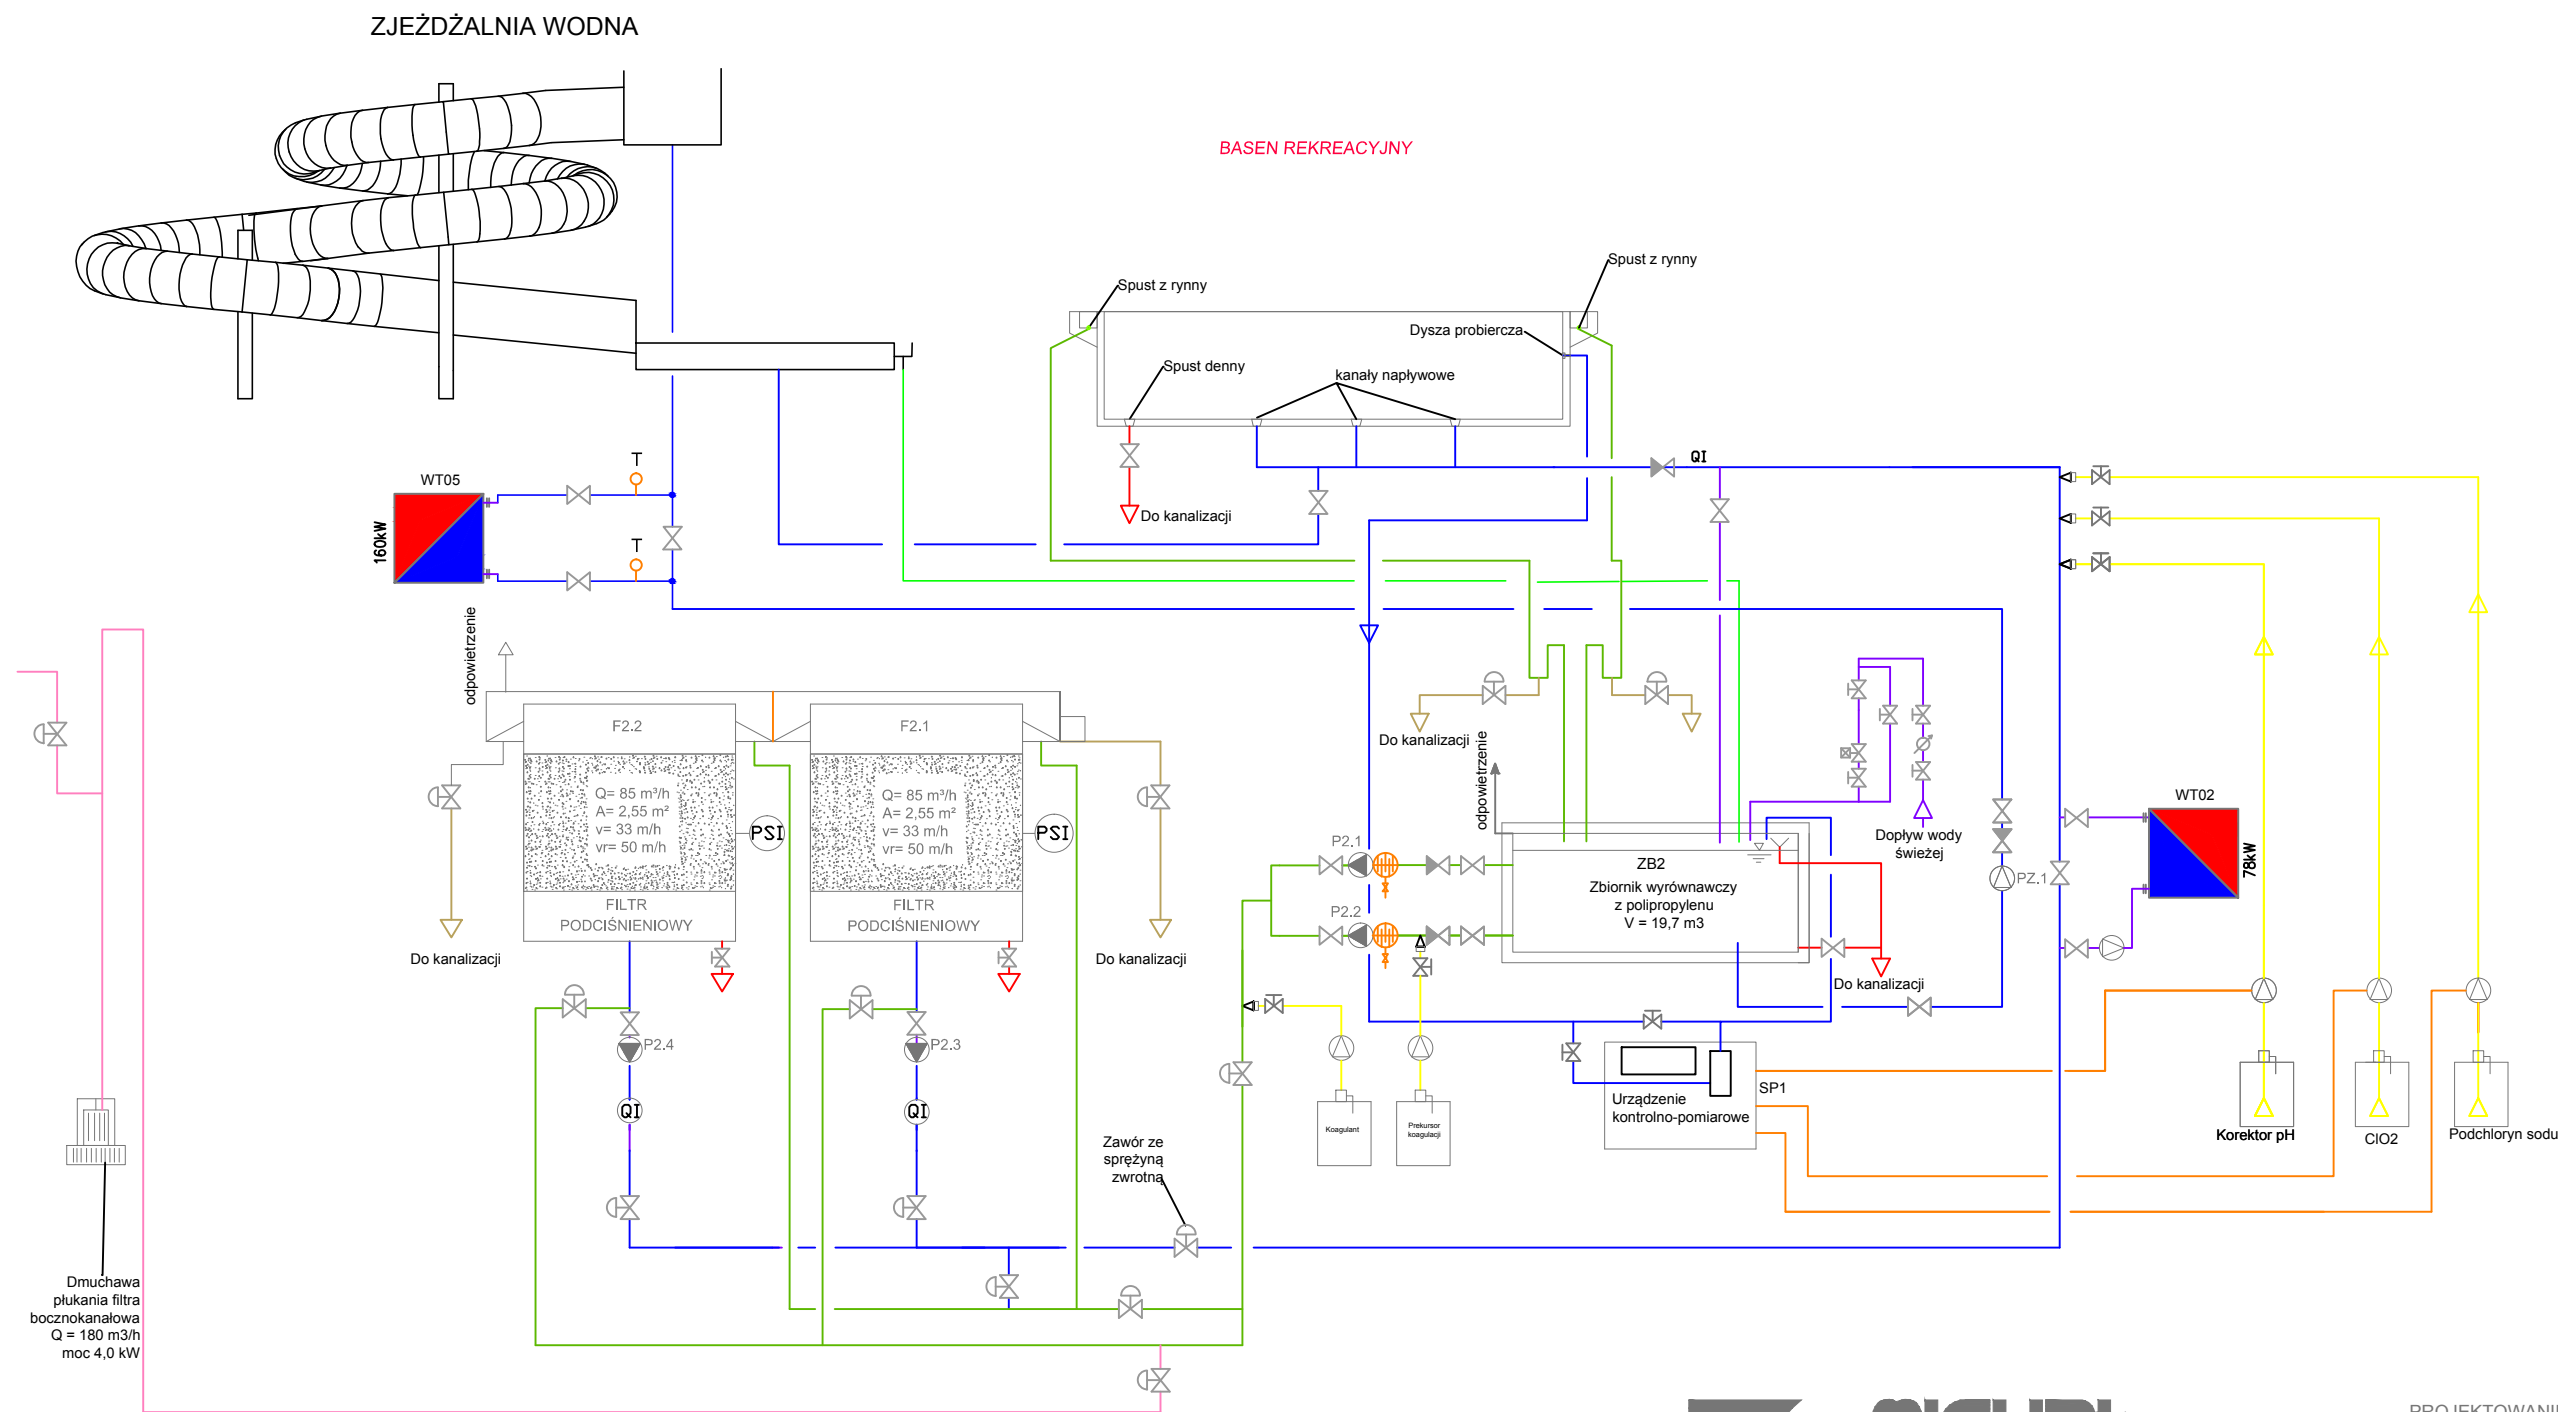 ZJEŻDŻALNIA WODNA
BASEN REKREACYJNY
Spust z rynny
Spust z rynny
Dysza probiercza
Spust denny
kanały napływowe
QI
T
WT05
160kW
T
Do kanalizacji
odpowietrzenie
F2.2
F2.1
Q= 85 m³/h
A= 2,55 m²
v= 33 m/h
vr= 50 m/h
Q= 85 m³/h
A= 2,55 m²
v= 33 m/h
vr= 50 m/h
PSI
PSI
FILTR
PODCIŚNIENIOWY
FILTR
PODCIŚNIENIOWY
Do kanalizacji
Do kanalizacji
Do kanalizacji
odpowietrzenie
P2.1
P2.2
ZB2
Zbiornik wyrównawczy
z polipropylenu
V = 19,7 m3
Dopływ wody
świeżej
PZ.1
WT02
78kW
Do kanalizacji
P2.4
P2.3
QI
QI
Koagulant
Prekursor
koagulacji
SP1
Urządzenie
kontrolno-pomiarowe
Korektor pH
ClO2
Podchloryn sodu
Zawór ze
sprężyną
zwrotną
Dmuchawa
płukania filtra
bocznokanałowa
Q = 180 m3/h
moc 4,0 kW